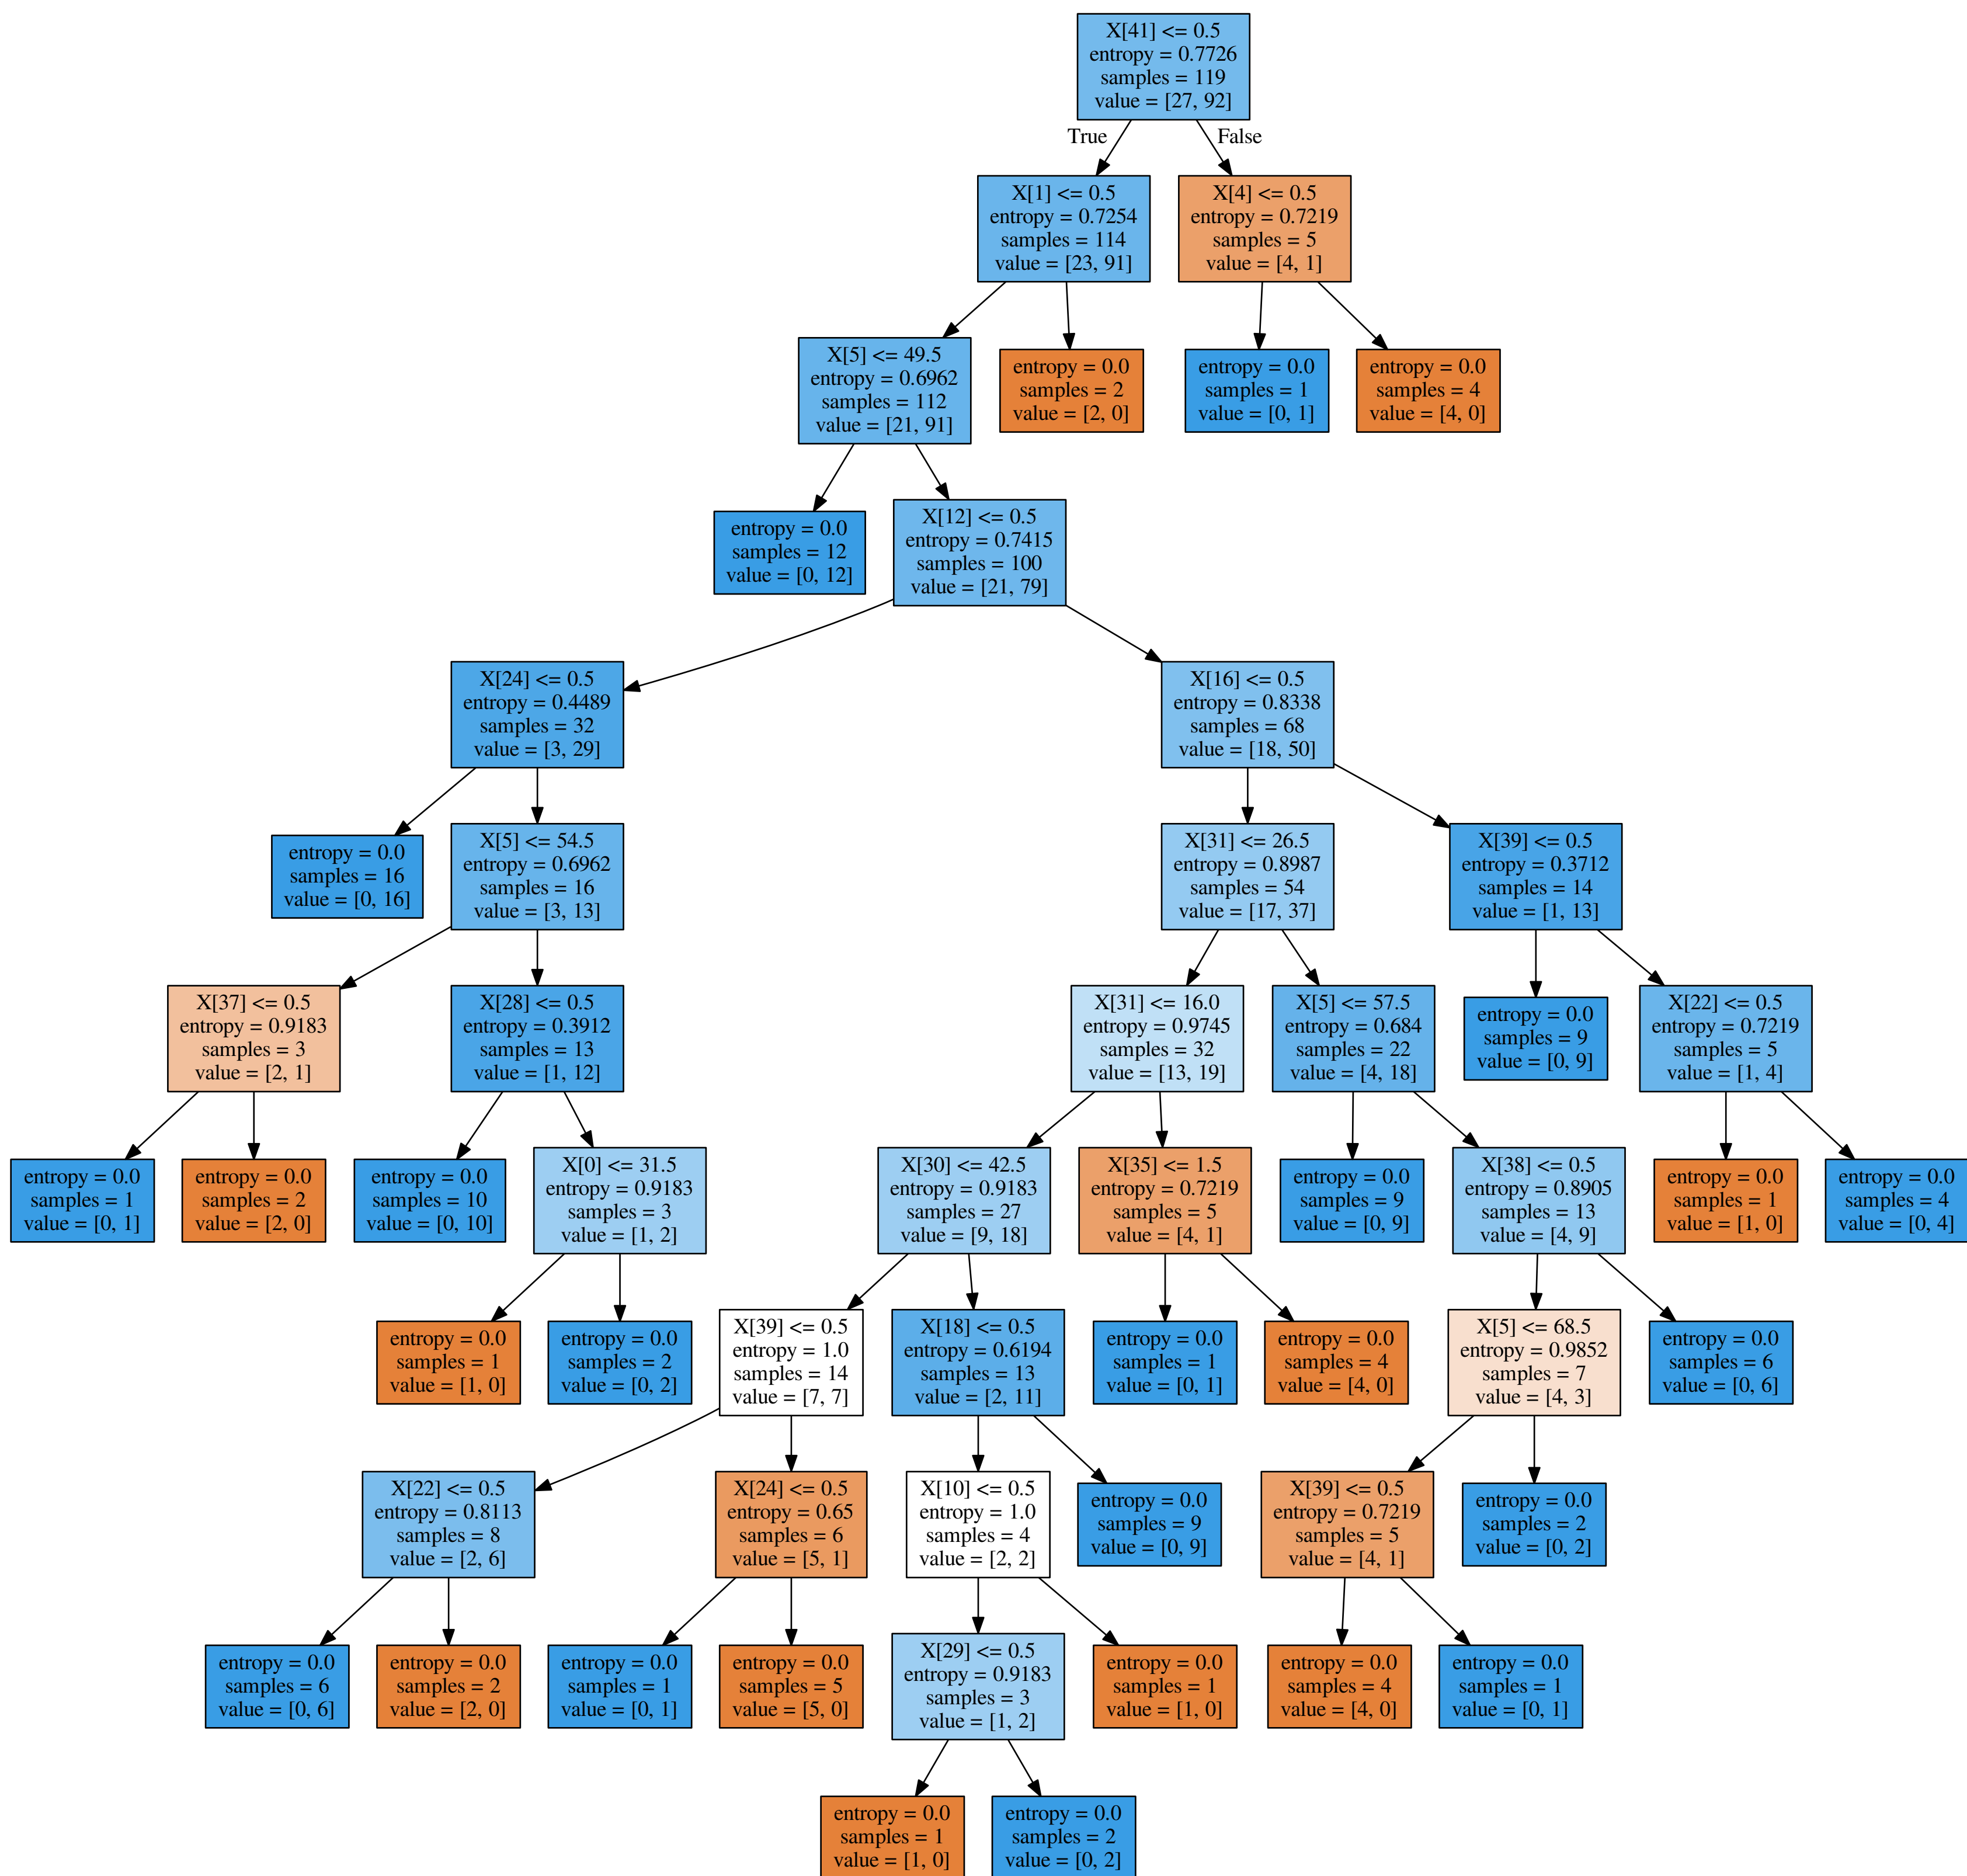 X[41] <= 0.5
entropy = 0.7726
samples = 119
value = [27, 92]
True
False
X[1] <= 0.5
entropy = 0.7254
samples = 114
value = [23, 91]
X[4] <= 0.5
entropy = 0.7219
samples = 5
value = [4, 1]
X[5] <= 49.5
entropy = 0.6962
samples = 112
value = [21, 91]
entropy = 0.0
samples = 2
value = [2, 0]
entropy = 0.0
samples = 1
value = [0, 1]
entropy = 0.0
samples = 4
value = [4, 0]
entropy = 0.0
samples = 12
value = [0, 12]
X[12] <= 0.5
entropy = 0.7415
samples = 100
value = [21, 79]
X[24] <= 0.5
entropy = 0.4489
samples = 32
value = [3, 29]
X[16] <= 0.5
entropy = 0.8338
samples = 68
value = [18, 50]
entropy = 0.0
samples = 16
value = [0, 16]
X[5] <= 54.5
entropy = 0.6962
samples = 16
value = [3, 13]
X[31] <= 26.5
entropy = 0.8987
samples = 54
value = [17, 37]
X[39] <= 0.5
entropy = 0.3712
samples = 14
value = [1, 13]
X[37] <= 0.5
entropy = 0.9183
samples = 3
value = [2, 1]
X[28] <= 0.5
entropy = 0.3912
samples = 13
value = [1, 12]
X[31] <= 16.0
entropy = 0.9745
samples = 32
value = [13, 19]
X[5] <= 57.5
entropy = 0.684
samples = 22
value = [4, 18]
entropy = 0.0
samples = 9
value = [0, 9]
X[22] <= 0.5
entropy = 0.7219
samples = 5
value = [1, 4]
entropy = 0.0
samples = 1
value = [0, 1]
entropy = 0.0
samples = 2
value = [2, 0]
entropy = 0.0
samples = 10
value = [0, 10]
X[0] <= 31.5
entropy = 0.9183
samples = 3
value = [1, 2]
X[30] <= 42.5
entropy = 0.9183
samples = 27
value = [9, 18]
X[35] <= 1.5
entropy = 0.7219
samples = 5
value = [4, 1]
entropy = 0.0
samples = 9
value = [0, 9]
X[38] <= 0.5
entropy = 0.8905
samples = 13
value = [4, 9]
entropy = 0.0
samples = 1
value = [1, 0]
entropy = 0.0
samples = 4
value = [0, 4]
entropy = 0.0
samples = 1
value = [1, 0]
entropy = 0.0
samples = 2
value = [0, 2]
X[39] <= 0.5
entropy = 1.0
samples = 14
value = [7, 7]
X[18] <= 0.5
entropy = 0.6194
samples = 13
value = [2, 11]
entropy = 0.0
samples = 1
value = [0, 1]
entropy = 0.0
samples = 4
value = [4, 0]
X[5] <= 68.5
entropy = 0.9852
samples = 7
value = [4, 3]
entropy = 0.0
samples = 6
value = [0, 6]
X[22] <= 0.5
entropy = 0.8113
samples = 8
value = [2, 6]
X[24] <= 0.5
entropy = 0.65
samples = 6
value = [5, 1]
X[10] <= 0.5
entropy = 1.0
samples = 4
value = [2, 2]
entropy = 0.0
samples = 9
value = [0, 9]
X[39] <= 0.5
entropy = 0.7219
samples = 5
value = [4, 1]
entropy = 0.0
samples = 2
value = [0, 2]
entropy = 0.0
samples = 6
value = [0, 6]
entropy = 0.0
samples = 2
value = [2, 0]
entropy = 0.0
samples = 1
value = [0, 1]
entropy = 0.0
samples = 5
value = [5, 0]
X[29] <= 0.5
entropy = 0.9183
samples = 3
value = [1, 2]
entropy = 0.0
samples = 1
value = [1, 0]
entropy = 0.0
samples = 4
value = [4, 0]
entropy = 0.0
samples = 1
value = [0, 1]
entropy = 0.0
samples = 1
value = [1, 0]
entropy = 0.0
samples = 2
value = [0, 2]